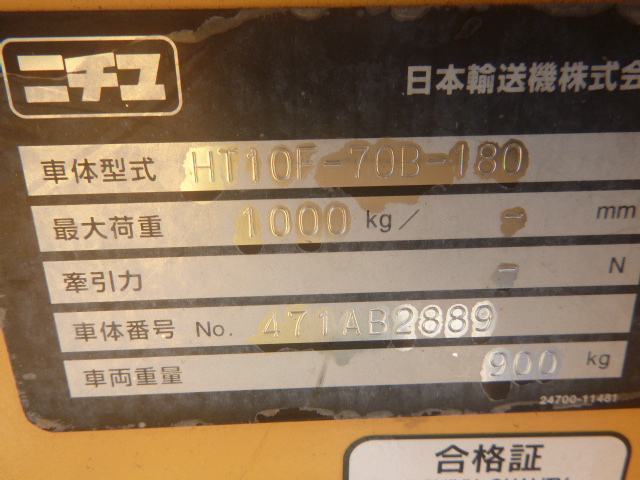 ニチユ
日本輸送機株式会
車体型式 HT10F-70B-180
最大荷重 1000 kg / - mm
牽引力 - N
車体番号 No. 471AB2889
車両重量 900 kg
24700-11481
合格証